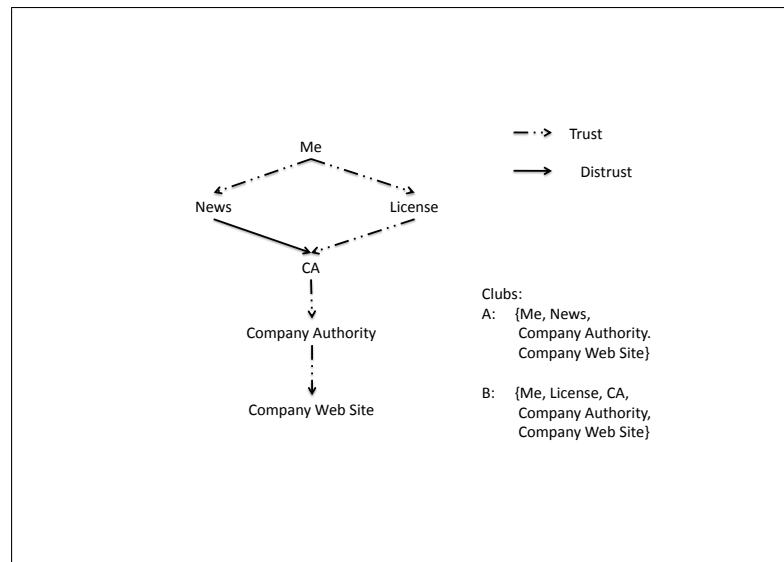 Me
Trust
Distrust
News
License
CA
Company Authority
Company Web Site
Clubs:
A: {Me, News,
Company Authority.
Company Web Site}
B: {Me, License, CA,
Company Authority,
Company Web Site}